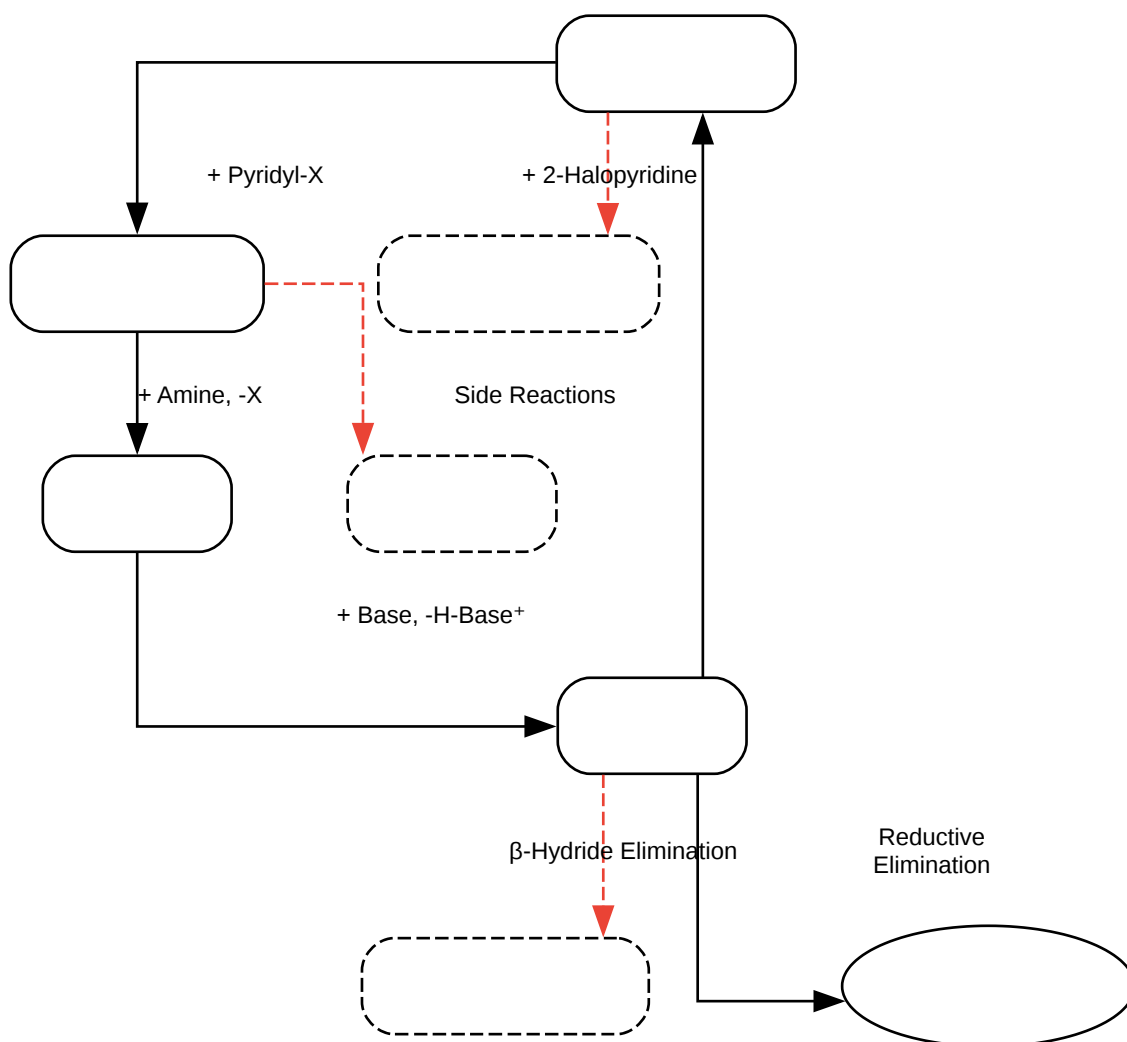 + Pyridyl-X
+ 2-Halopyridine
+ Amine, -X
Side Reactions
+ Base, -H-Base⁺
β-Hydride Elimination
Reductive
Elimination